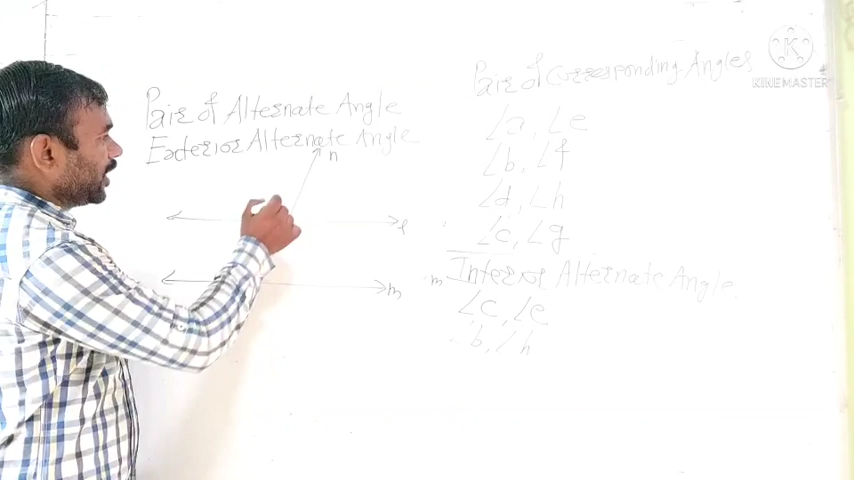 Pair of Alternate Angle
Exterior Alternate Angle
n
l
m
Pair of Corresponding Angles
∠a, ∠e
∠b, ∠f
∠d, ∠h
∠c, ∠g
m
Interior Alternate Angle
∠c, ∠e
b, ∠h
K
KINEMASTER